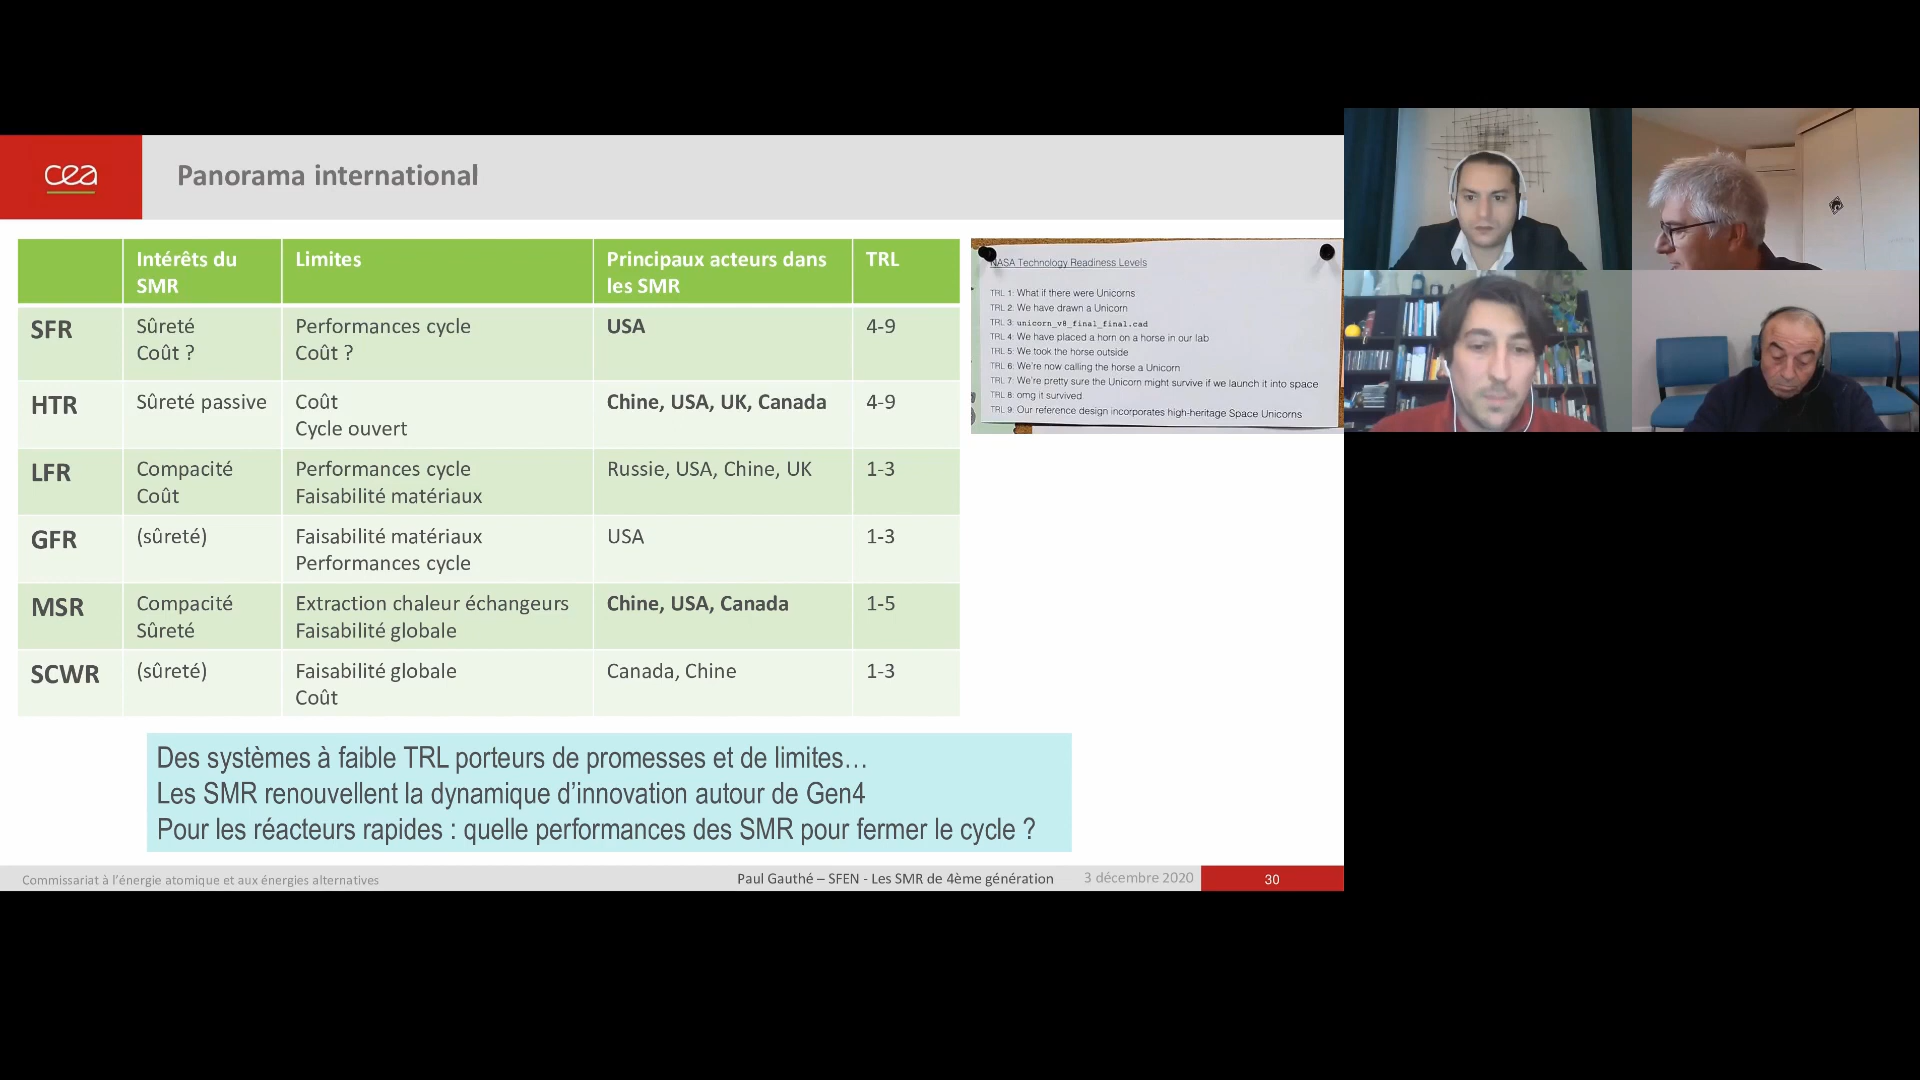 cea
Panorama international
Intérêts du SMR
Limites
Principaux acteurs dans les SMR
TRL
SFR
Sûreté
Coût ?
Performances cycle
Coût ?
USA
4-9
HTR
Sûreté passive
Coût
Cycle ouvert
Chine, USA, UK, Canada
4-9
LFR
Compacité
Coût
Performances cycle
Faisabilité matériaux
Russie, USA, Chine, UK
1-3
GFR
(sûreté)
Faisabilité matériaux
Performances cycle
USA
1-3
MSR
Compacité
Sûreté
Extraction chaleur échangeurs
Faisabilité globale
Chine, USA, Canada
1-5
SCWR
(sûreté)
Faisabilité globale
Coût
Canada, Chine
1-3
NASA Technology Readiness Levels
TRL 1: What if there were Unicorns
TRL 2: We have drawn a Unicorn
TRL 3: unicorn_v8_final_final.cad
TRL 4: We have placed a horn on a horse in our lab
TRL 5: We took the horse outside
TRL 6: We're now calling the horse a Unicorn
TRL 7: We're pretty sure the Unicorn might survive if we launch it into space
TRL 8: omg it survived
TRL 9: Our reference design incorporates high-heritage Space Unicorns
Des systèmes à faible TRL porteurs de promesses et de limites…
Les SMR renouvellent la dynamique d'innovation autour de Gen4
Pour les réacteurs rapides : quelle performances des SMR pour fermer le cycle ?
Commissariat à l'énergie atomique et aux énergies alternatives
Paul Gauthé – SFEN - Les SMR de 4ème génération
3 décembre 2020
30